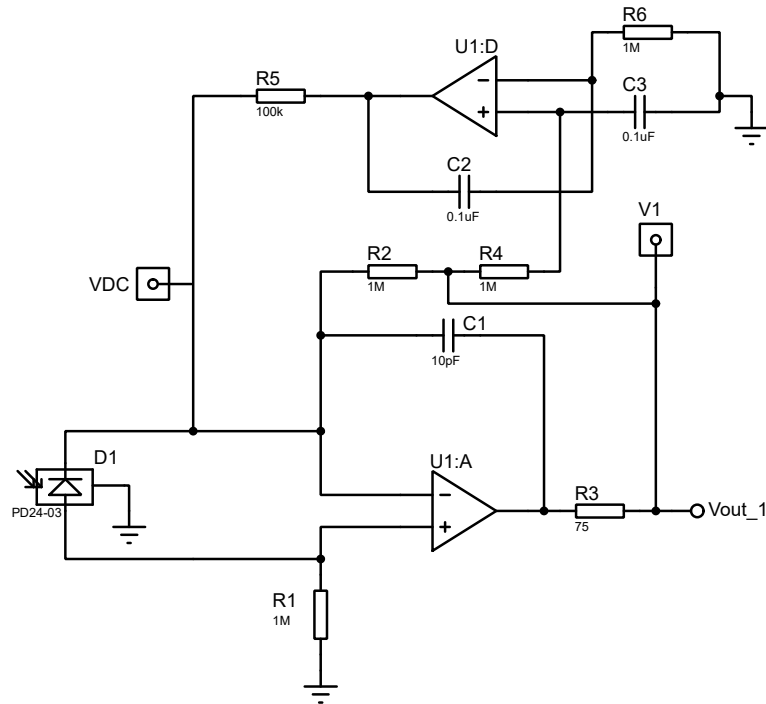 R6
1M
U1:D
C3
0.1uF
R5
100k
C2
0.1uF
V1
R2
1M
R4
1M
VDC
C1
10pF
D1
PD24-03
U1:A
R3
75
Vout_1
R1
1M